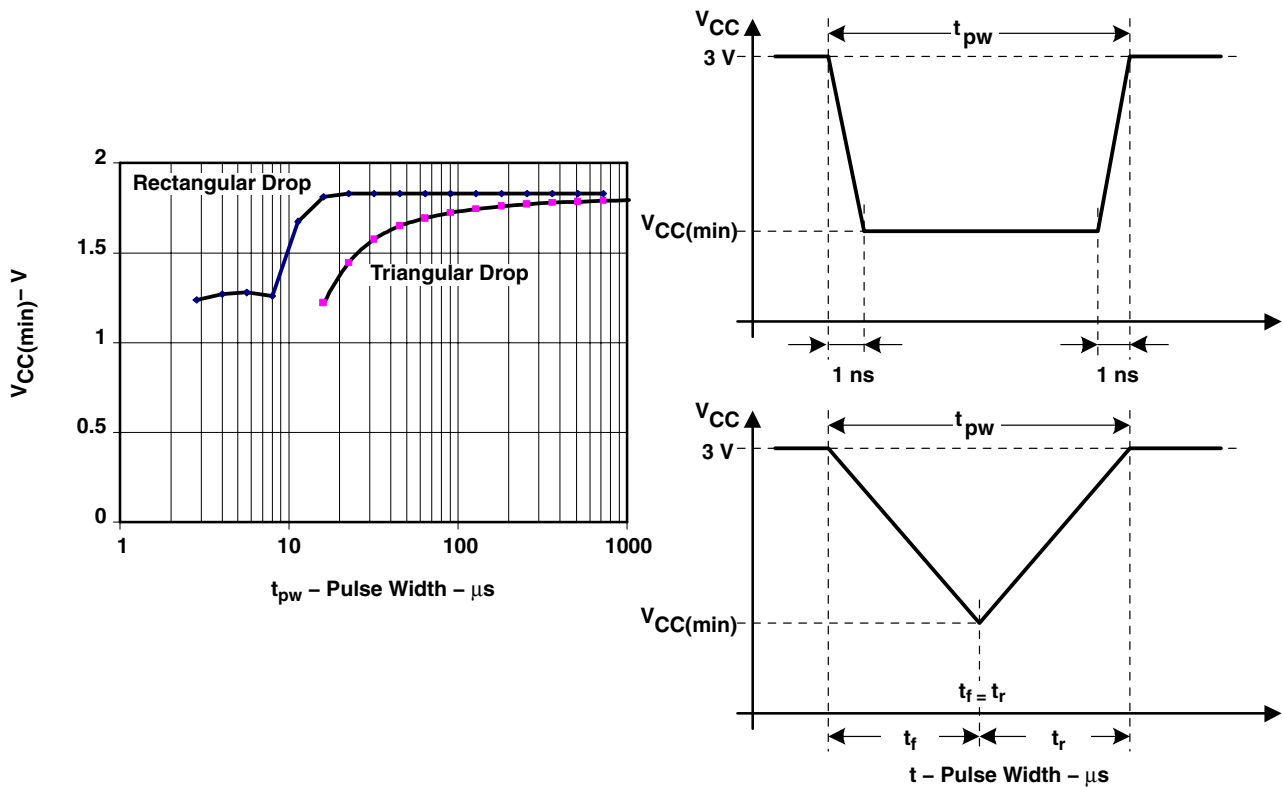 2
1.5
1
0.5
0
VCC(min)– V
Rectangular Drop
Triangular Drop
1 10 100 1000
tpw – Pulse Width – μs
VCC
3 V
tpw
VCC(min)
1 ns 1 ns
VCC
3 V
tpw
VCC(min)
tf = tr
tf tr
t – Pulse Width – μs